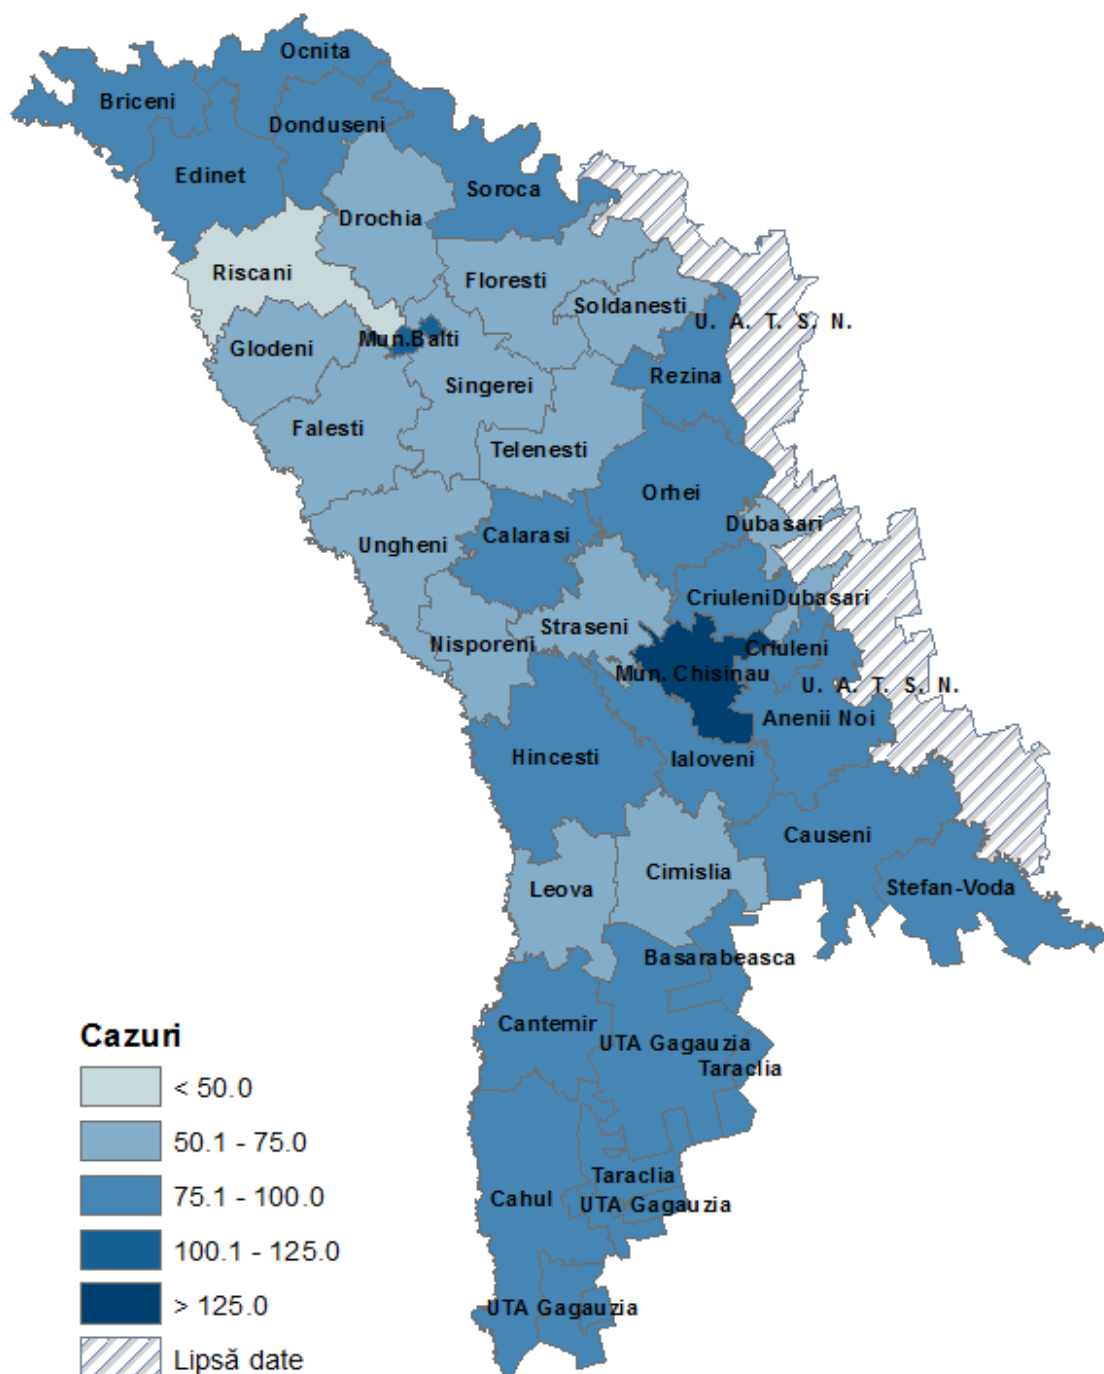 Ocnita
Briceni
Donduseni
Edinet
Soroca
Drochia
Riscani
Floresti
Soldanesti
U. A. T. S. N.
Mun.Balti
Glodeni
Rezina
Singerei
Falesti
Telenesti
Orhei
Dubasari
Calarasi
Ungheni
Criuleni
Dubasari
Straseni
Nisporeni
Criuleni
Mun. Chisinau
U. A. T. S. N.
Anenii Noi
Hincesti
Ialoveni
Causeni
Cimislia
Leova
Stefan-Voda
Basarabeasca
Cantemir
UTA Gagauzia
Taraclia
Taraclia
Cahul
UTA Gagauzia
UTA Gagauzia
Cazuri
< 50.0
50.1 - 75.0
75.1 - 100.0
100.1 - 125.0
> 125.0
Lipsă date